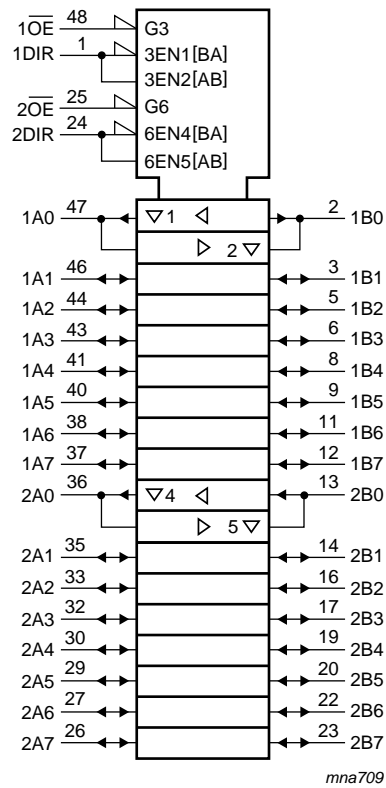 1OE 48 G3
1DIR 1 3EN1[BA]
3EN2[AB]
2OE 25 G6
2DIR 24 6EN4[BA]
6EN5[AB]
1A0 47 1 2 1B0
2
1A1 46 3 1B1
1A2 44 5 1B2
1A3 43 6 1B3
1A4 41 8 1B4
1A5 40 9 1B5
1A6 38 11 1B6
1A7 37 12 1B7
2A0 36 4 13 2B0
5
2A1 35 14 2B1
2A2 33 16 2B2
2A3 32 17 2B3
2A4 30 19 2B4
2A5 29 20 2B5
2A6 27 22 2B6
2A7 26 23 2B7
mna709